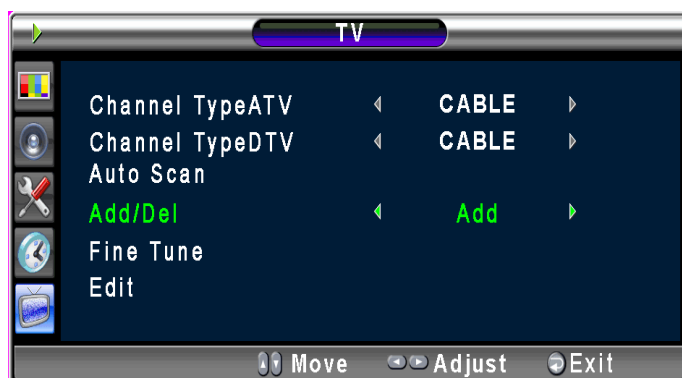 TV
Channel TypeATV CABLE
Channel TypeDTV CABLE
Auto Scan
Add/Del Add
Fine Tune
Edit
Move Adjust Exit